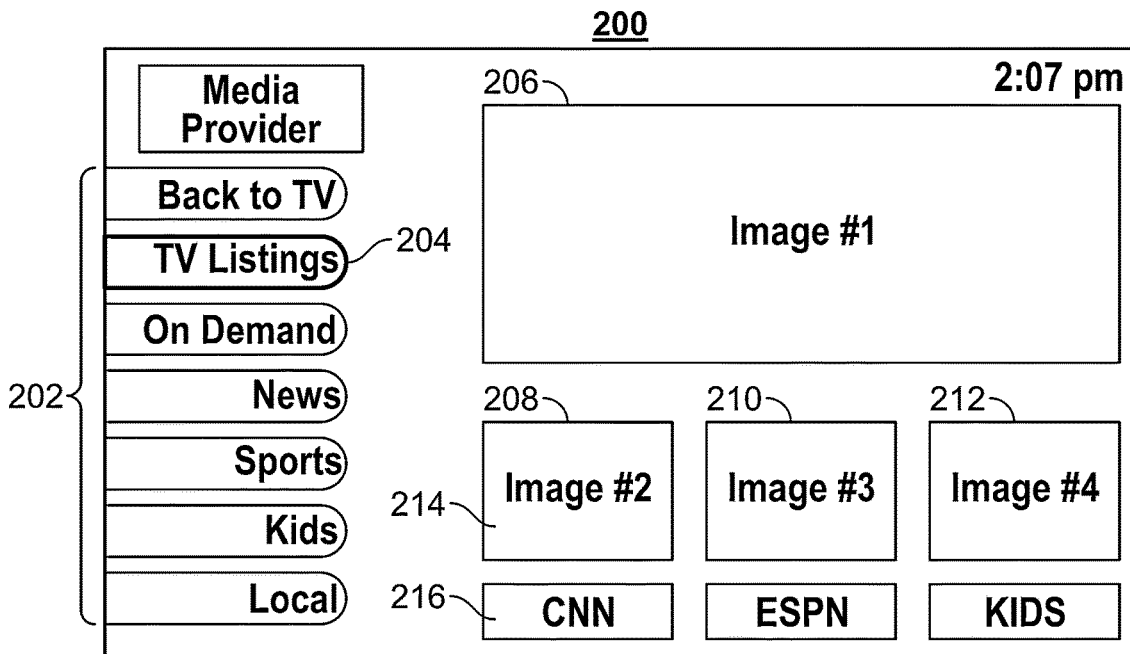 200
2:07 pm
Media
Provider
206
Back to TV
TV Listings
204
Image #1
On Demand
202
News
208
210
212
Sports
Image #2
Image #3
Image #4
214
Kids
Local
216
CNN
ESPN
KIDS